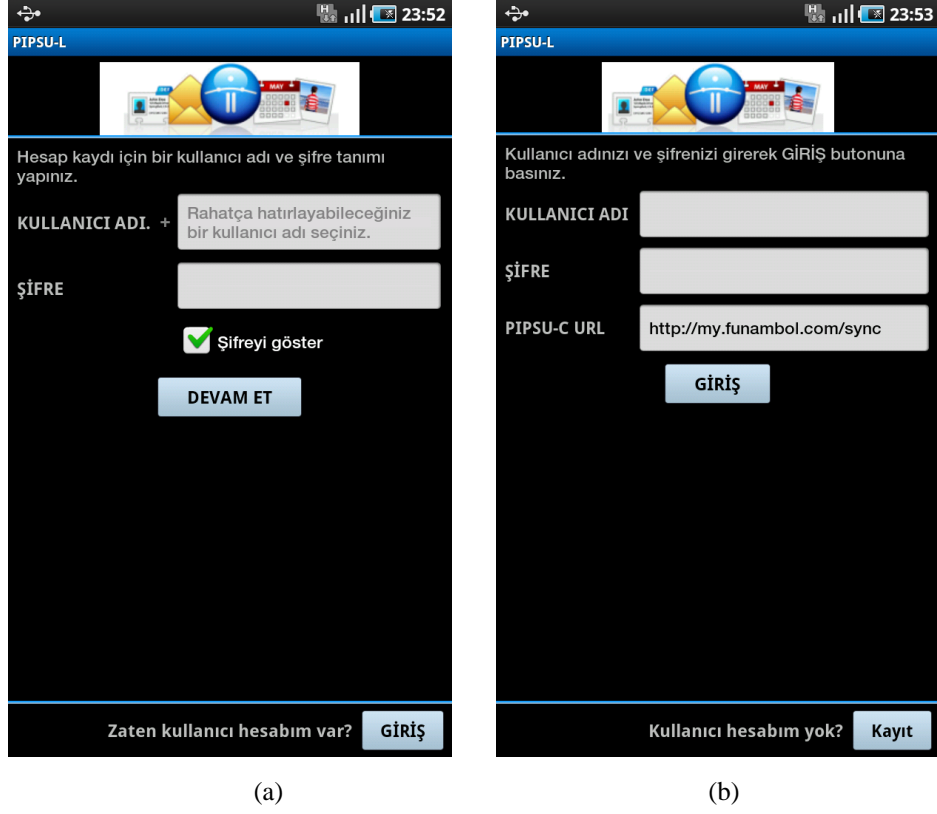 H 23:52
PIPSU-L
MAY
Hesap kaydı için bir kullanıcı adı ve şifre tanımı
yapınız.
KULLANICI ADI. +
Rahatça hatırlayabileceğiniz
bir kullanıcı adı seçiniz.
ŞİFRE
Şifreyi göster
DEVAM ET
Zaten kullanıcı hesabım var? GİRİŞ
(a)
H 23:53
PIPSU-L
MAY
Kullanıcı adınızı ve şifrenizi girerek GİRİŞ butonuna
basınız.
KULLANICI ADI
ŞİFRE
PIPSU-C URL http://my.funambol.com/sync
GİRİŞ
Kullanıcı hesabım yok? Kayıt
(b)